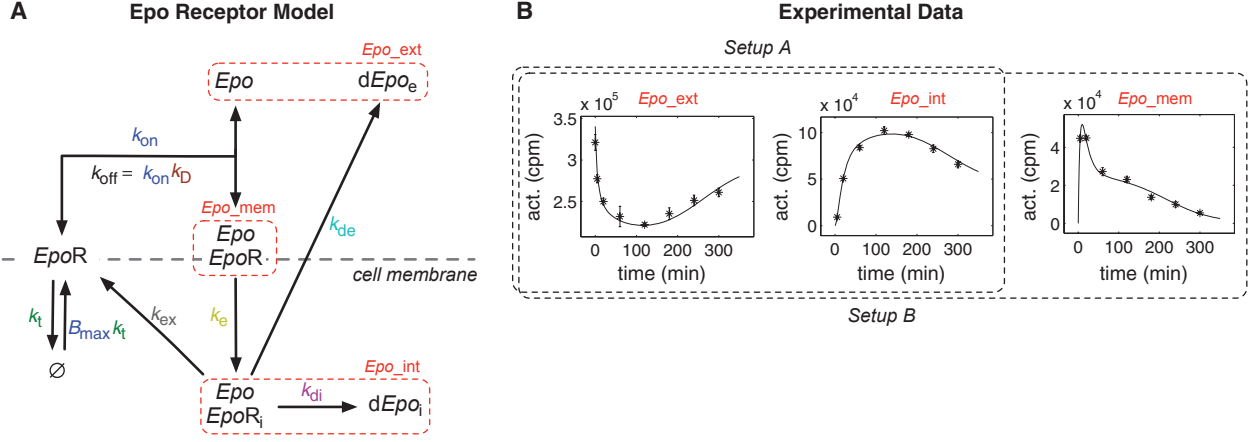 A
Epo Receptor Model
Epo_ext
Epo
dEpoe
kon
koff = kon kD
Epo_mem
Epo
EpoR
kde
EpoR
cell membrane
kt
Bmax kt
kex
ke
∅
Epo_int
Epo
EpoRi
kdi
dEpoi
B
Experimental Data
Setup A
Epo_ext
x 10^5
3.5
3
2.5
act. (cpm)
0
100
200
300
time (min)
Epo_int
x 10^4
10
5
0
act. (cpm)
0
100
200
300
time (min)
Epo_mem
x 10^4
4
2
0
act. (cpm)
0
100
200
300
time (min)
Setup B